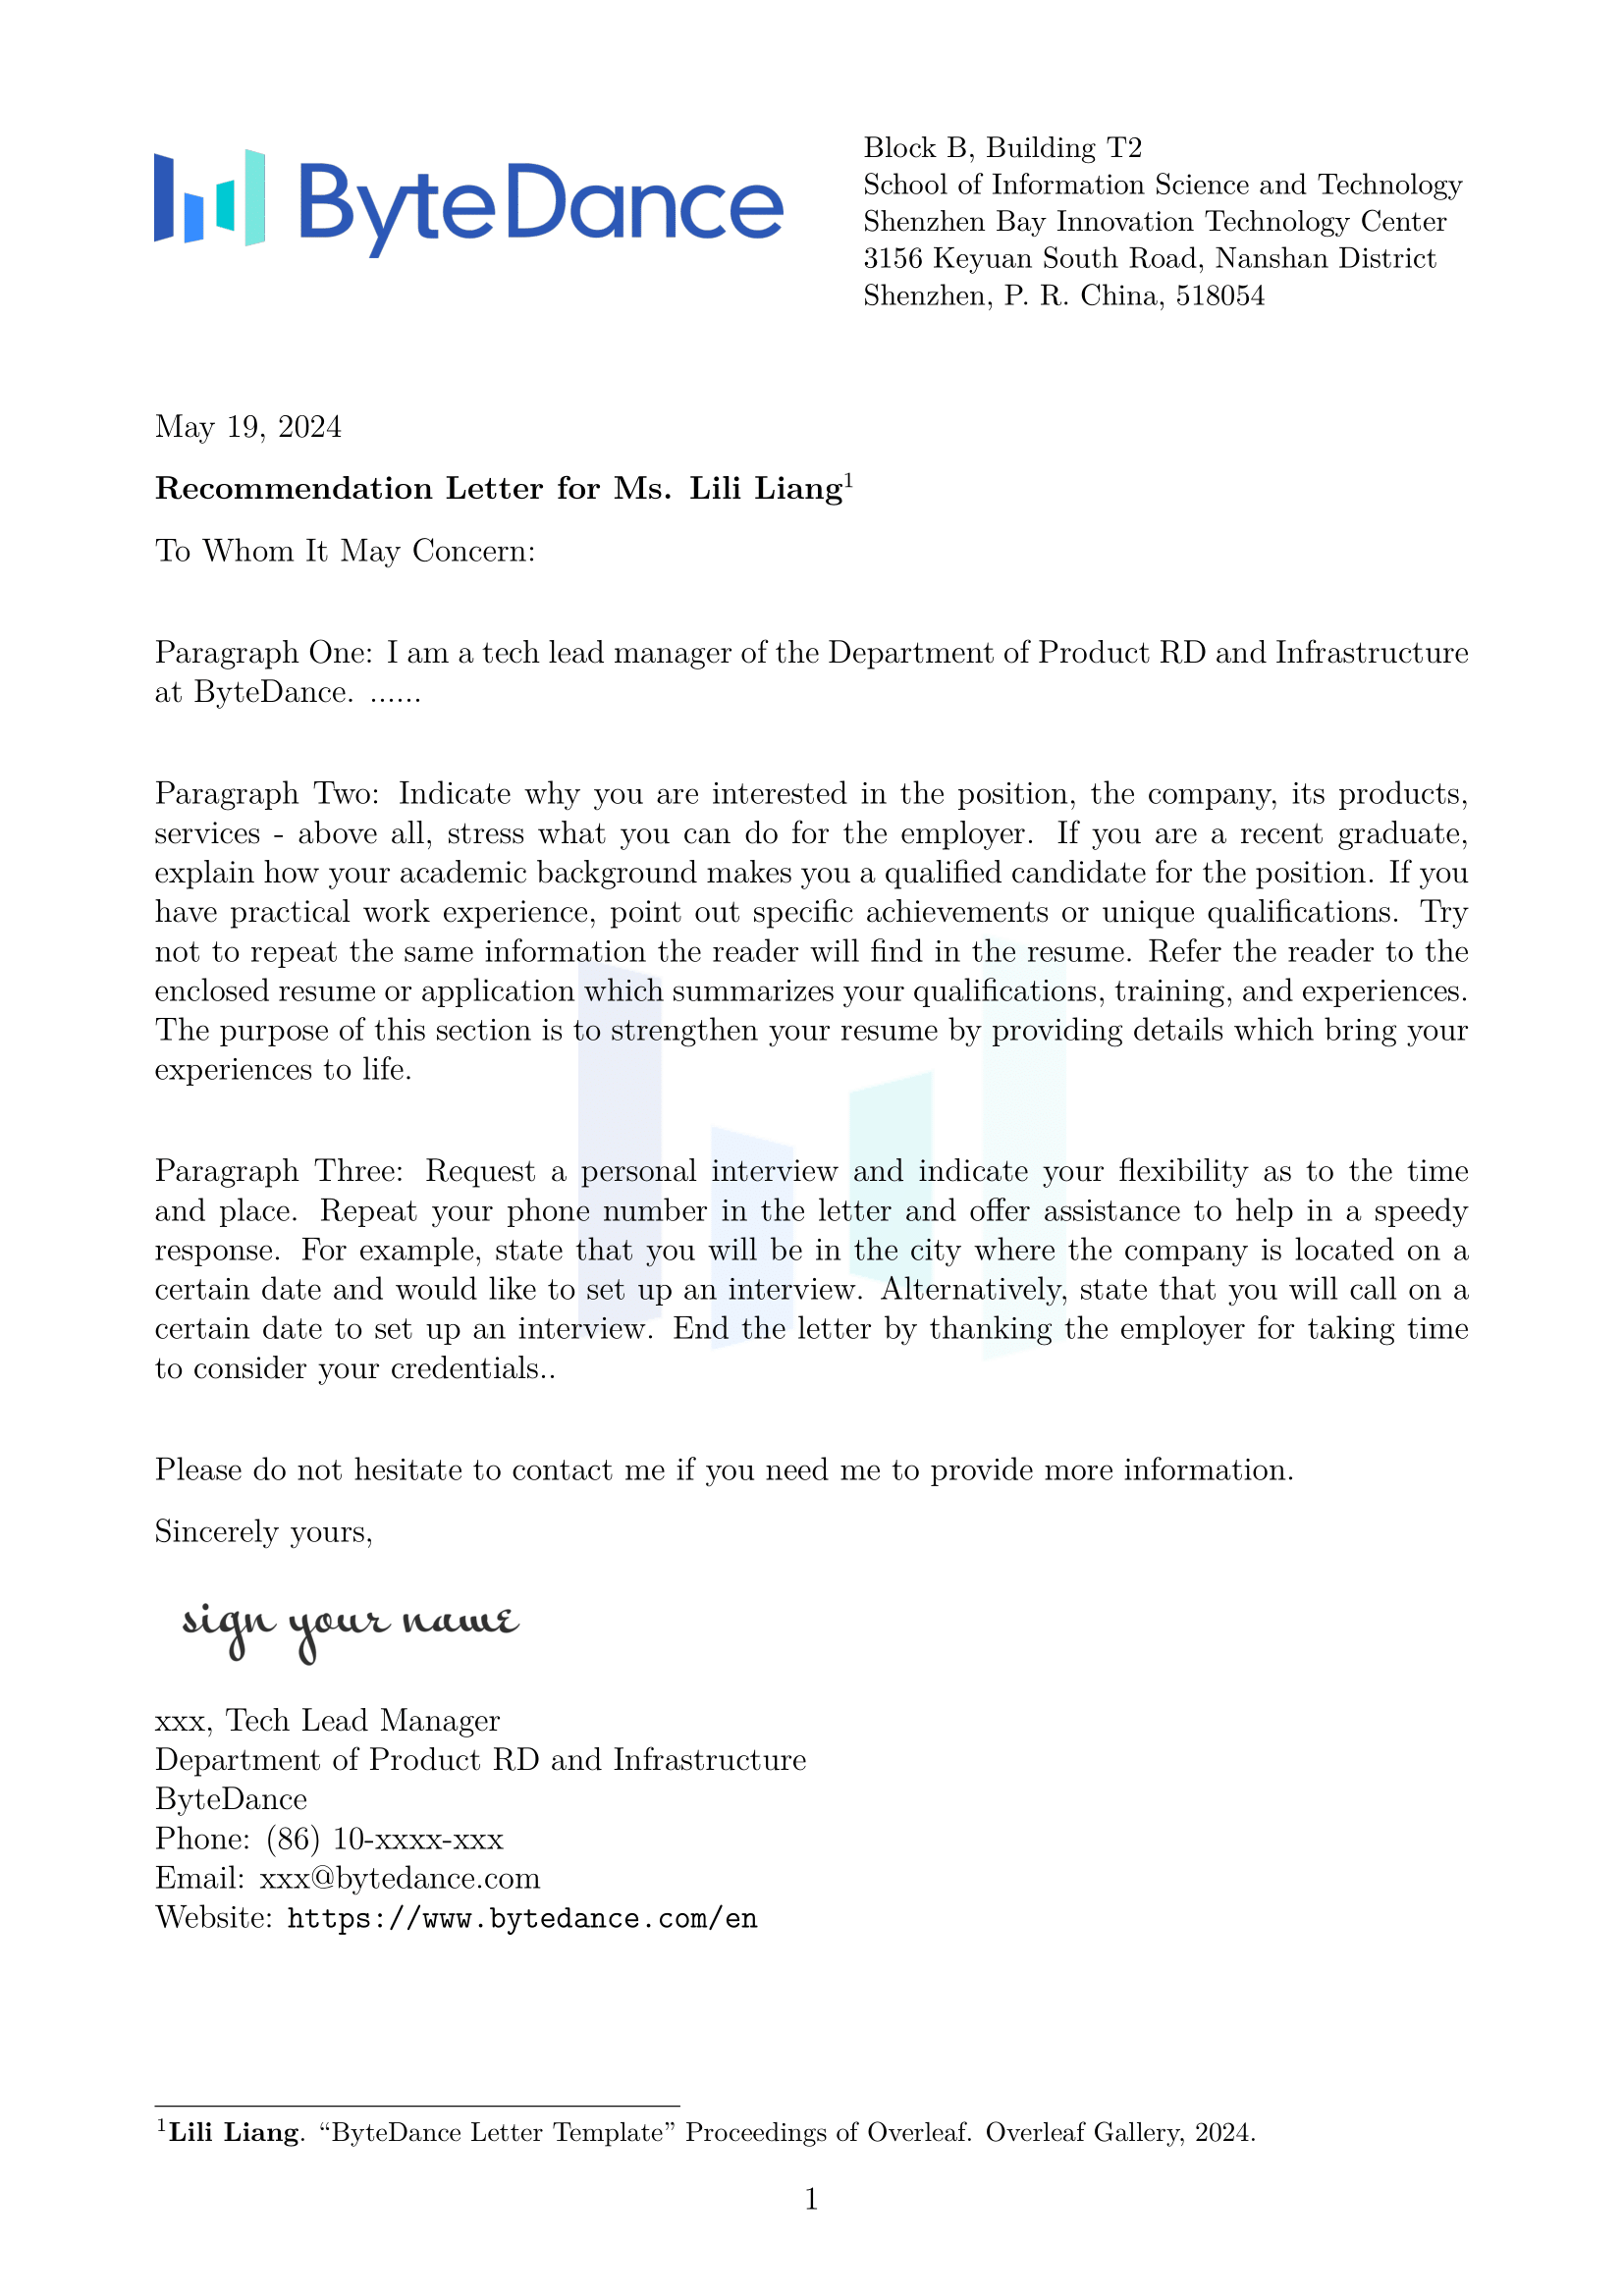 ByteDance
Block B, Building T2
School of Information Science and Technology
Shenzhen Bay Innovation Technology Center
3156 Keyuan South Road, Nanshan District
Shenzhen, P. R. China, 518054
May 19, 2024
Recommendation Letter for Ms. Lili Liang¹
To Whom It May Concern:
Paragraph One: I am a tech lead manager of the Department of Product RD and Infrastructure
at ByteDance. ......
Paragraph Two: Indicate why you are interested in the position, the company, its products,
services - above all, stress what you can do for the employer. If you are a recent graduate,
explain how your academic background makes you a qualified candidate for the position. If you
have practical work experience, point out specific achievements or unique qualifications. Try
not to repeat the same information the reader will find in the resume. Refer the reader to the
enclosed resume or application which summarizes your qualifications, training, and experiences.
The purpose of this section is to strengthen your resume by providing details which bring your
experiences to life.
Paragraph Three: Request a personal interview and indicate your flexibility as to the time
and place. Repeat your phone number in the letter and offer assistance to help in a speedy
response. For example, state that you will be in the city where the company is located on a
certain date and would like to set up an interview. Alternatively, state that you will call on a
certain date to set up an interview. End the letter by thanking the employer for taking time
to consider your credentials..
Please do not hesitate to contact me if you need me to provide more information.
Sincerely yours,
sign your name
xxx, Tech Lead Manager
Department of Product RD and Infrastructure
ByteDance
Phone: (86) 10-xxxx-xxx
Email: xxx@bytedance.com
Website: https://www.bytedance.com/en
¹Lili Liang. “ByteDance Letter Template” Proceedings of Overleaf. Overleaf Gallery, 2024.
1